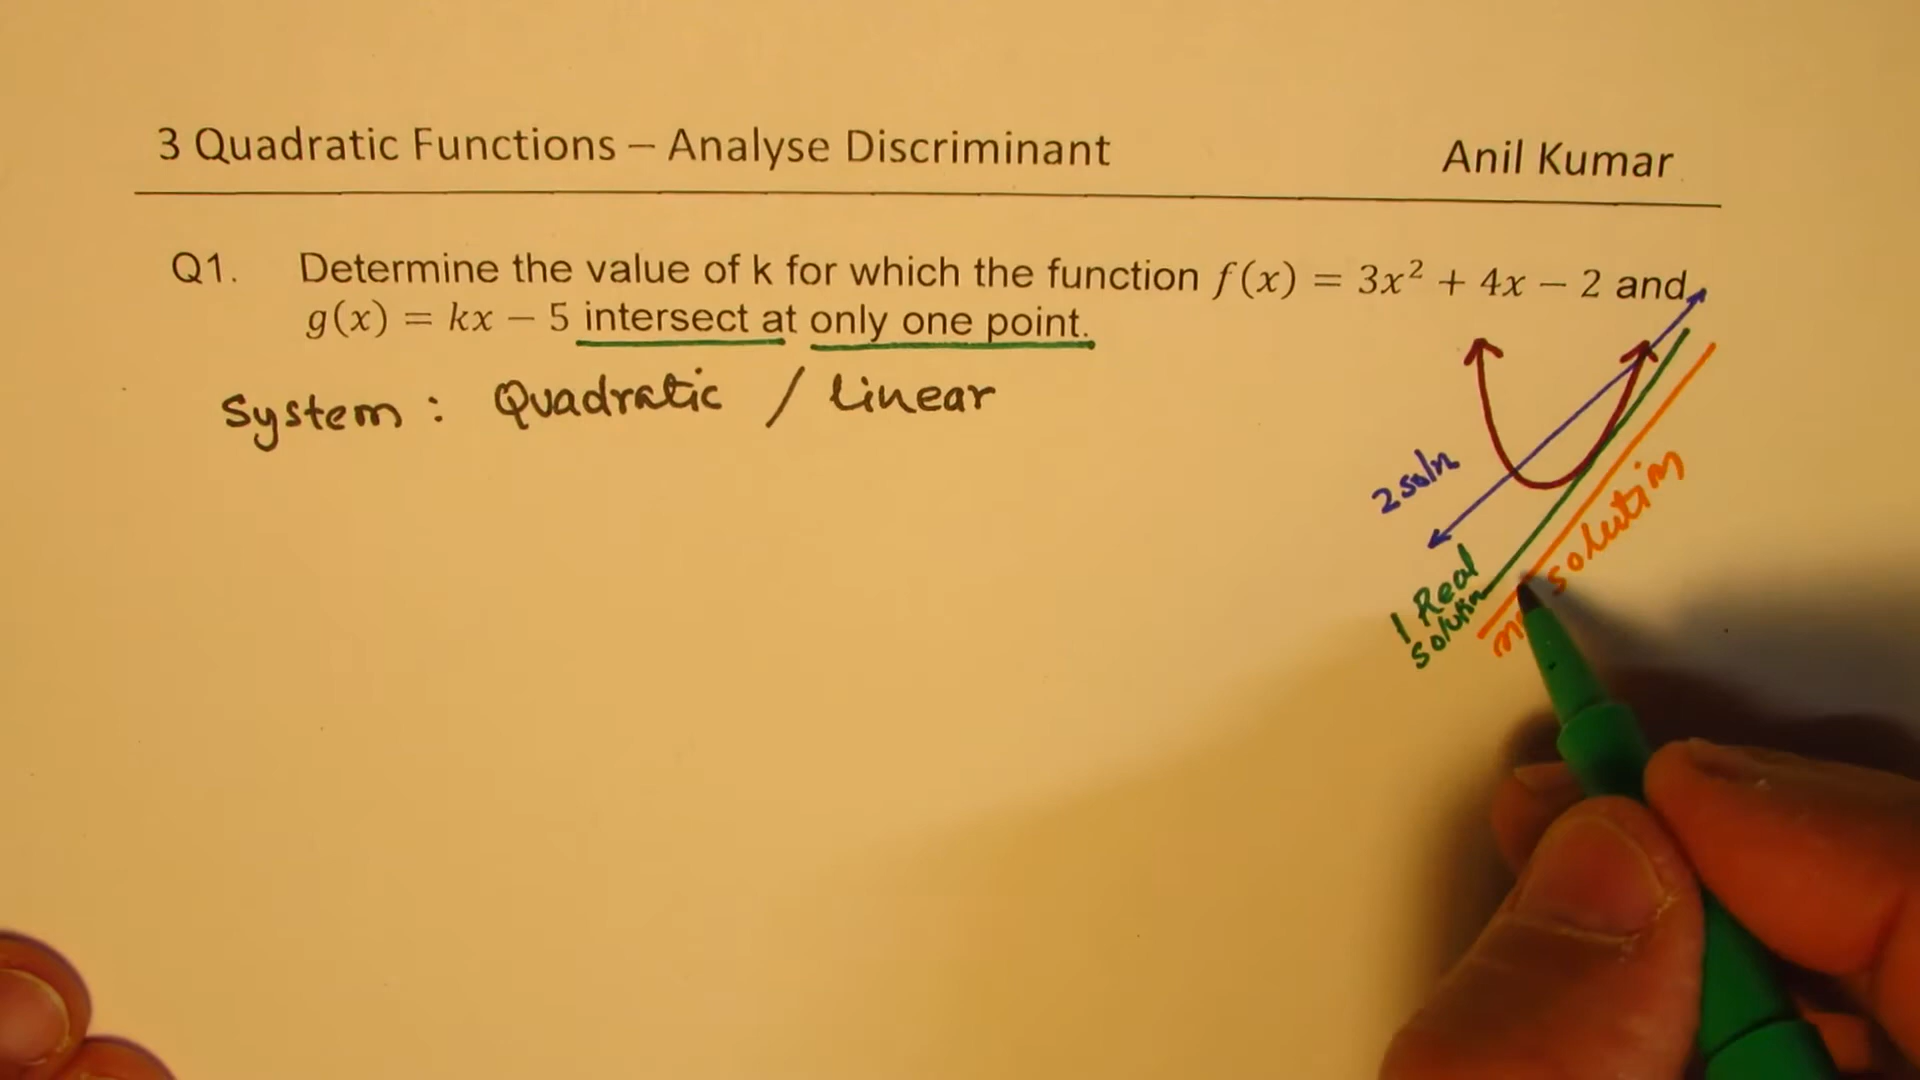 3 Quadratic Functions – Analyse Discriminant Anil Kumar
Q1. Determine the value of k for which the function f(x) = 3x² + 4x − 2 and
g(x) = kx − 5 intersect at only one point.
System : Quadratic / Linear
2 soln
1 Real
solution
solution